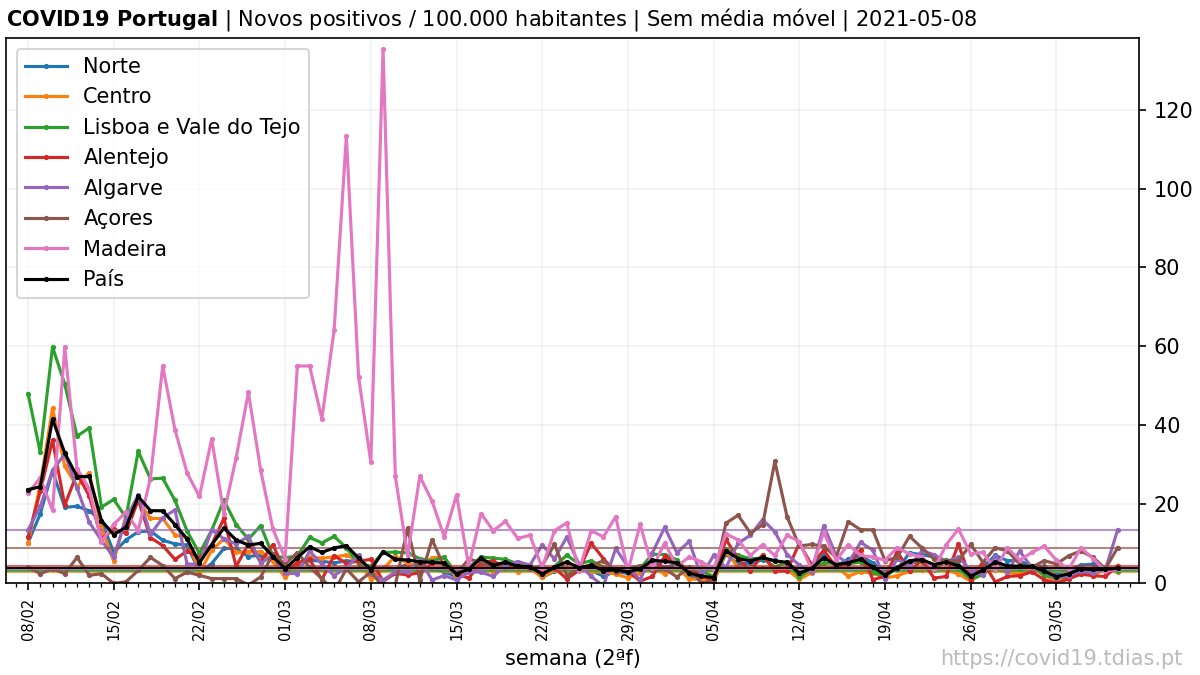 COVID19 Portugal | Novos positivos / 100.000 habitantes | Sem média móvel | 2021-05-08
Norte
Centro
Lisboa e Vale do Tejo
Alentejo
Algarve
Açores
Madeira
País
120
100
80
60
40
20
0
08/02
15/02
22/02
01/03
08/03
15/03
22/03
29/03
05/04
12/04
19/04
26/04
03/05
semana (2ªf)
https://covid19.tdias.pt